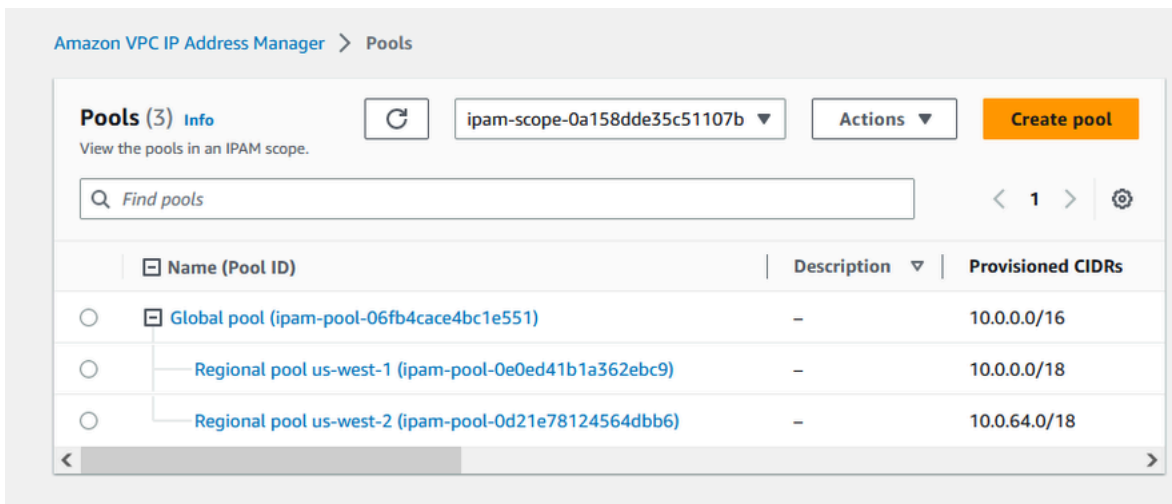 Amazon VPC IP Address Manager > Pools
Pools (3) Info
ipam-scope-0a158dde35c51107b
Actions
Create pool
View the pools in an IPAM scope.
Find pools
1
Name (Pool ID) Description Provisioned CIDRs
Global pool (ipam-pool-06fb4cace4bc1e551) – 10.0.0.0/16
Regional pool us-west-1 (ipam-pool-0e0ed41b1a362ebc9) – 10.0.0.0/18
Regional pool us-west-2 (ipam-pool-0d21e78124564dbb6) – 10.0.64.0/18